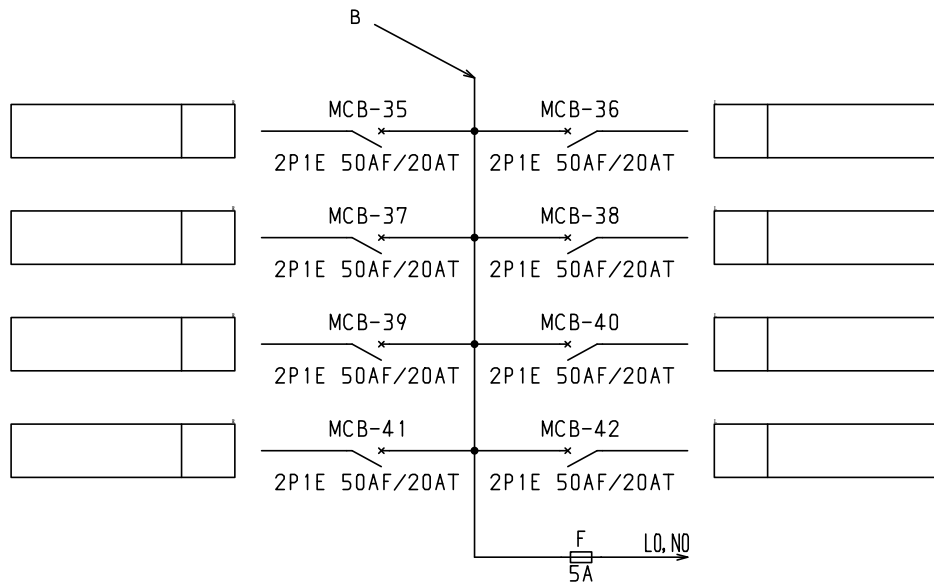 B
MCB-35 MCB-36
2P1E 50AF/20AT 2P1E 50AF/20AT
MCB-37 MCB-38
2P1E 50AF/20AT 2P1E 50AF/20AT
MCB-39 MCB-40
2P1E 50AF/20AT 2P1E 50AF/20AT
MCB-41 MCB-42
2P1E 50AF/20AT 2P1E 50AF/20AT
F L0,N0
5A